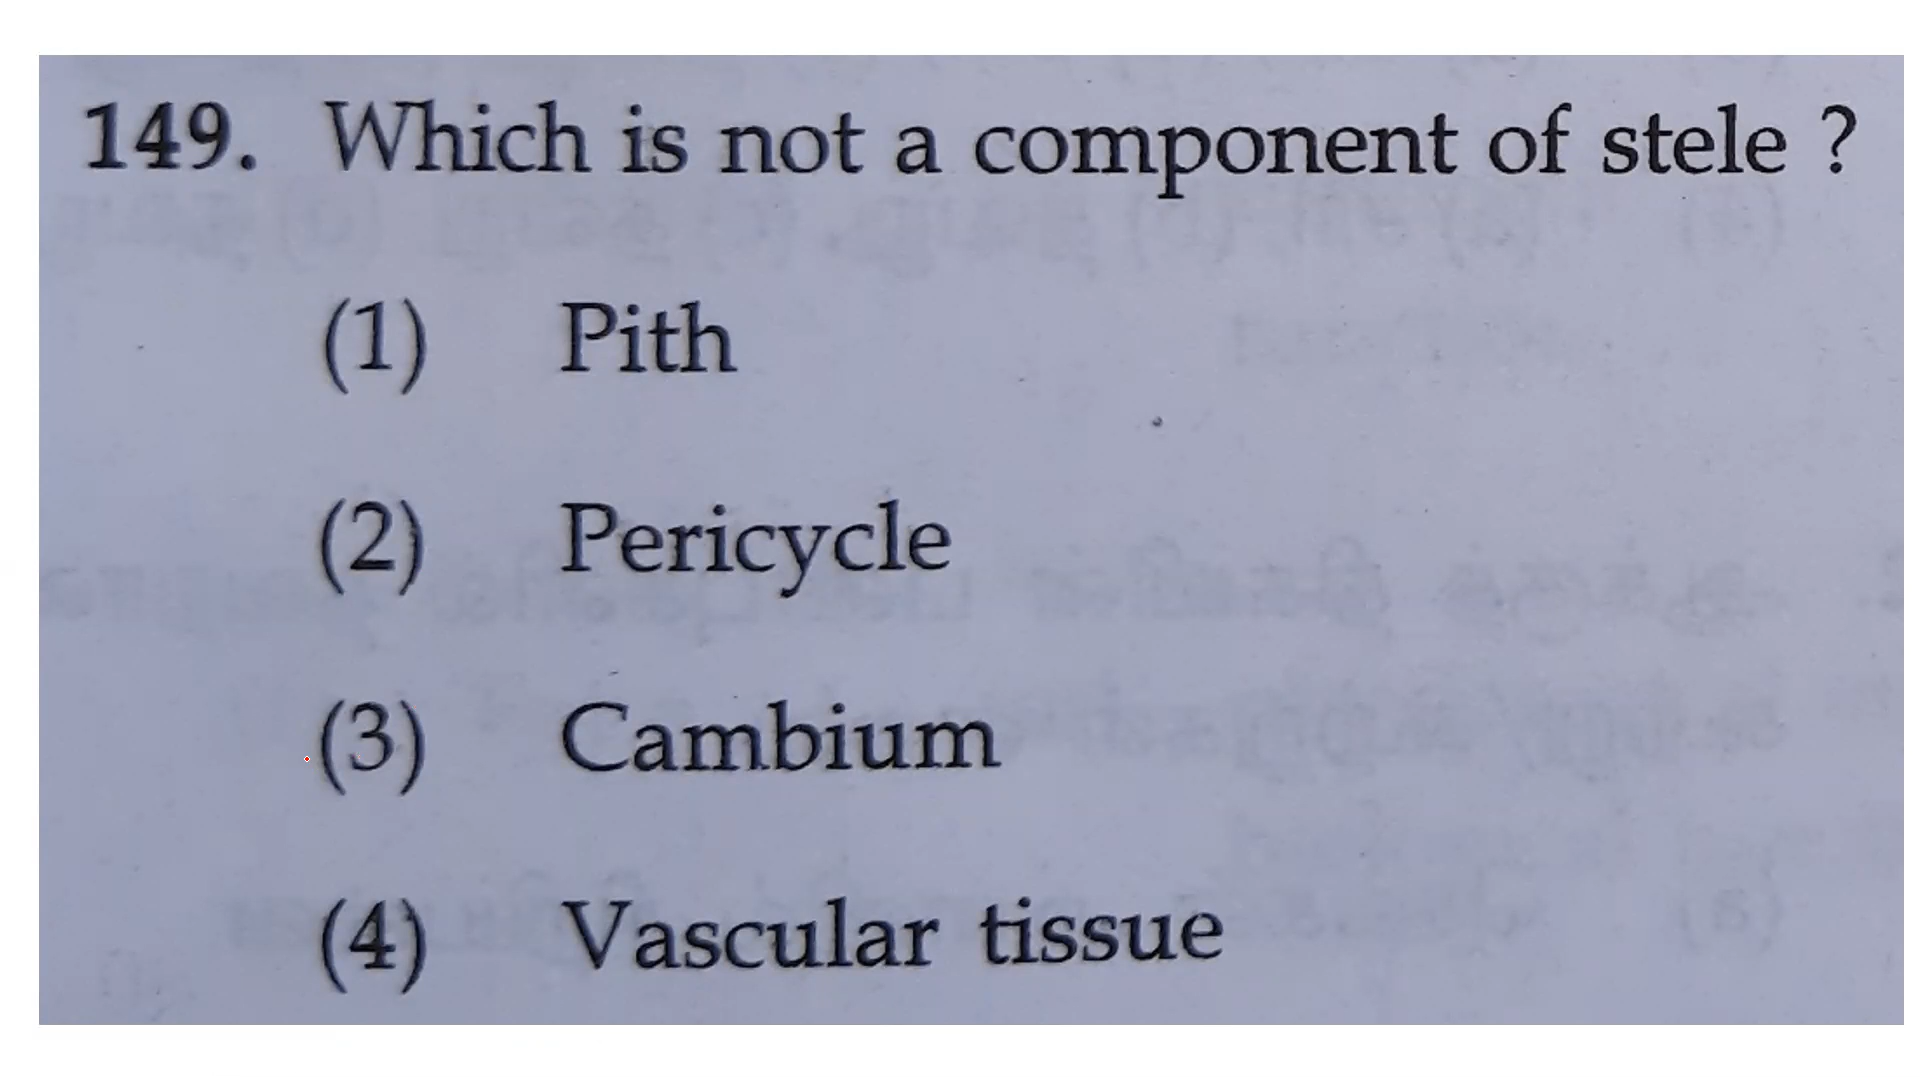 149. Which is not a component of stele ?
(1) Pith
(2) Pericycle
(3) Cambium
(4) Vascular tissue